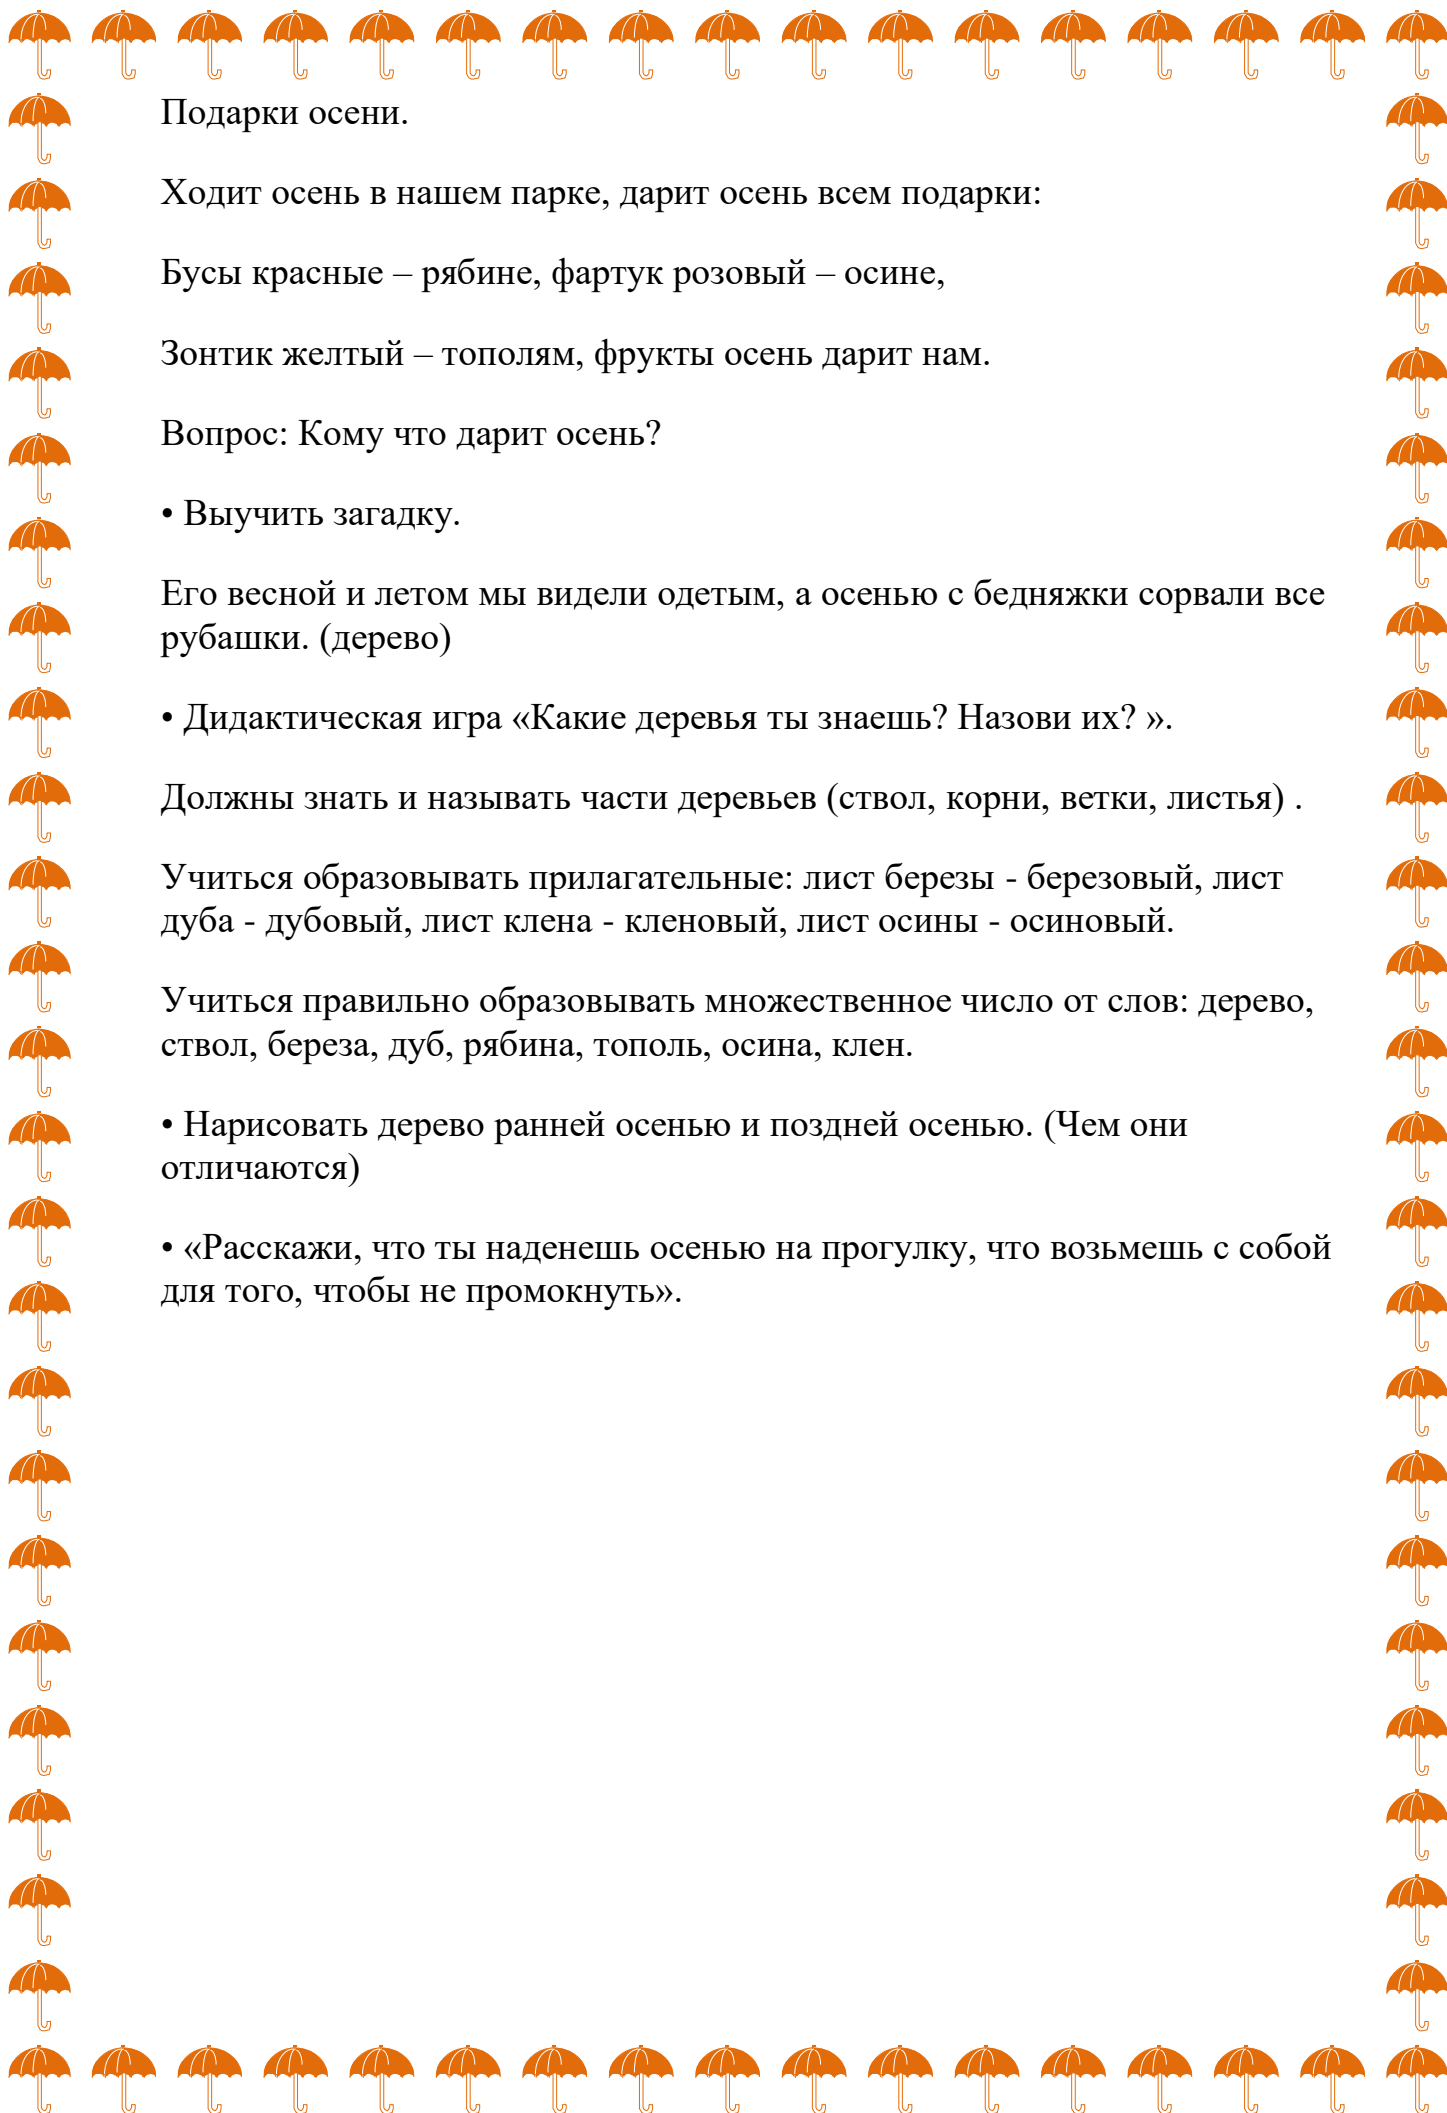 Подарки осени.
Ходит осень в нашем парке, дарит осень всем подарки:
Бусы красные – рябине, фартук розовый – осине,
Зонтик желтый – тополям, фрукты осень дарит нам.
Вопрос: Кому что дарит осень?
• Выучить загадку.
Его весной и летом мы видели одетым, а осенью с бедняжки сорвали все
рубашки. (дерево)
• Дидактическая игра «Какие деревья ты знаешь? Назови их? ».
Должны знать и называть части деревьев (ствол, корни, ветки, листья) .
Учиться образовывать прилагательные: лист березы - березовый, лист
дуба - дубовый, лист клена - кленовый, лист осины - осиновый.
Учиться правильно образовывать множественное число от слов: дерево,
ствол, береза, дуб, рябина, тополь, осина, клен.
• Нарисовать дерево ранней осенью и поздней осенью. (Чем они
отличаются)
• «Расскажи, что ты наденешь осенью на прогулку, что возьмешь с собой
для того, чтобы не промокнуть».